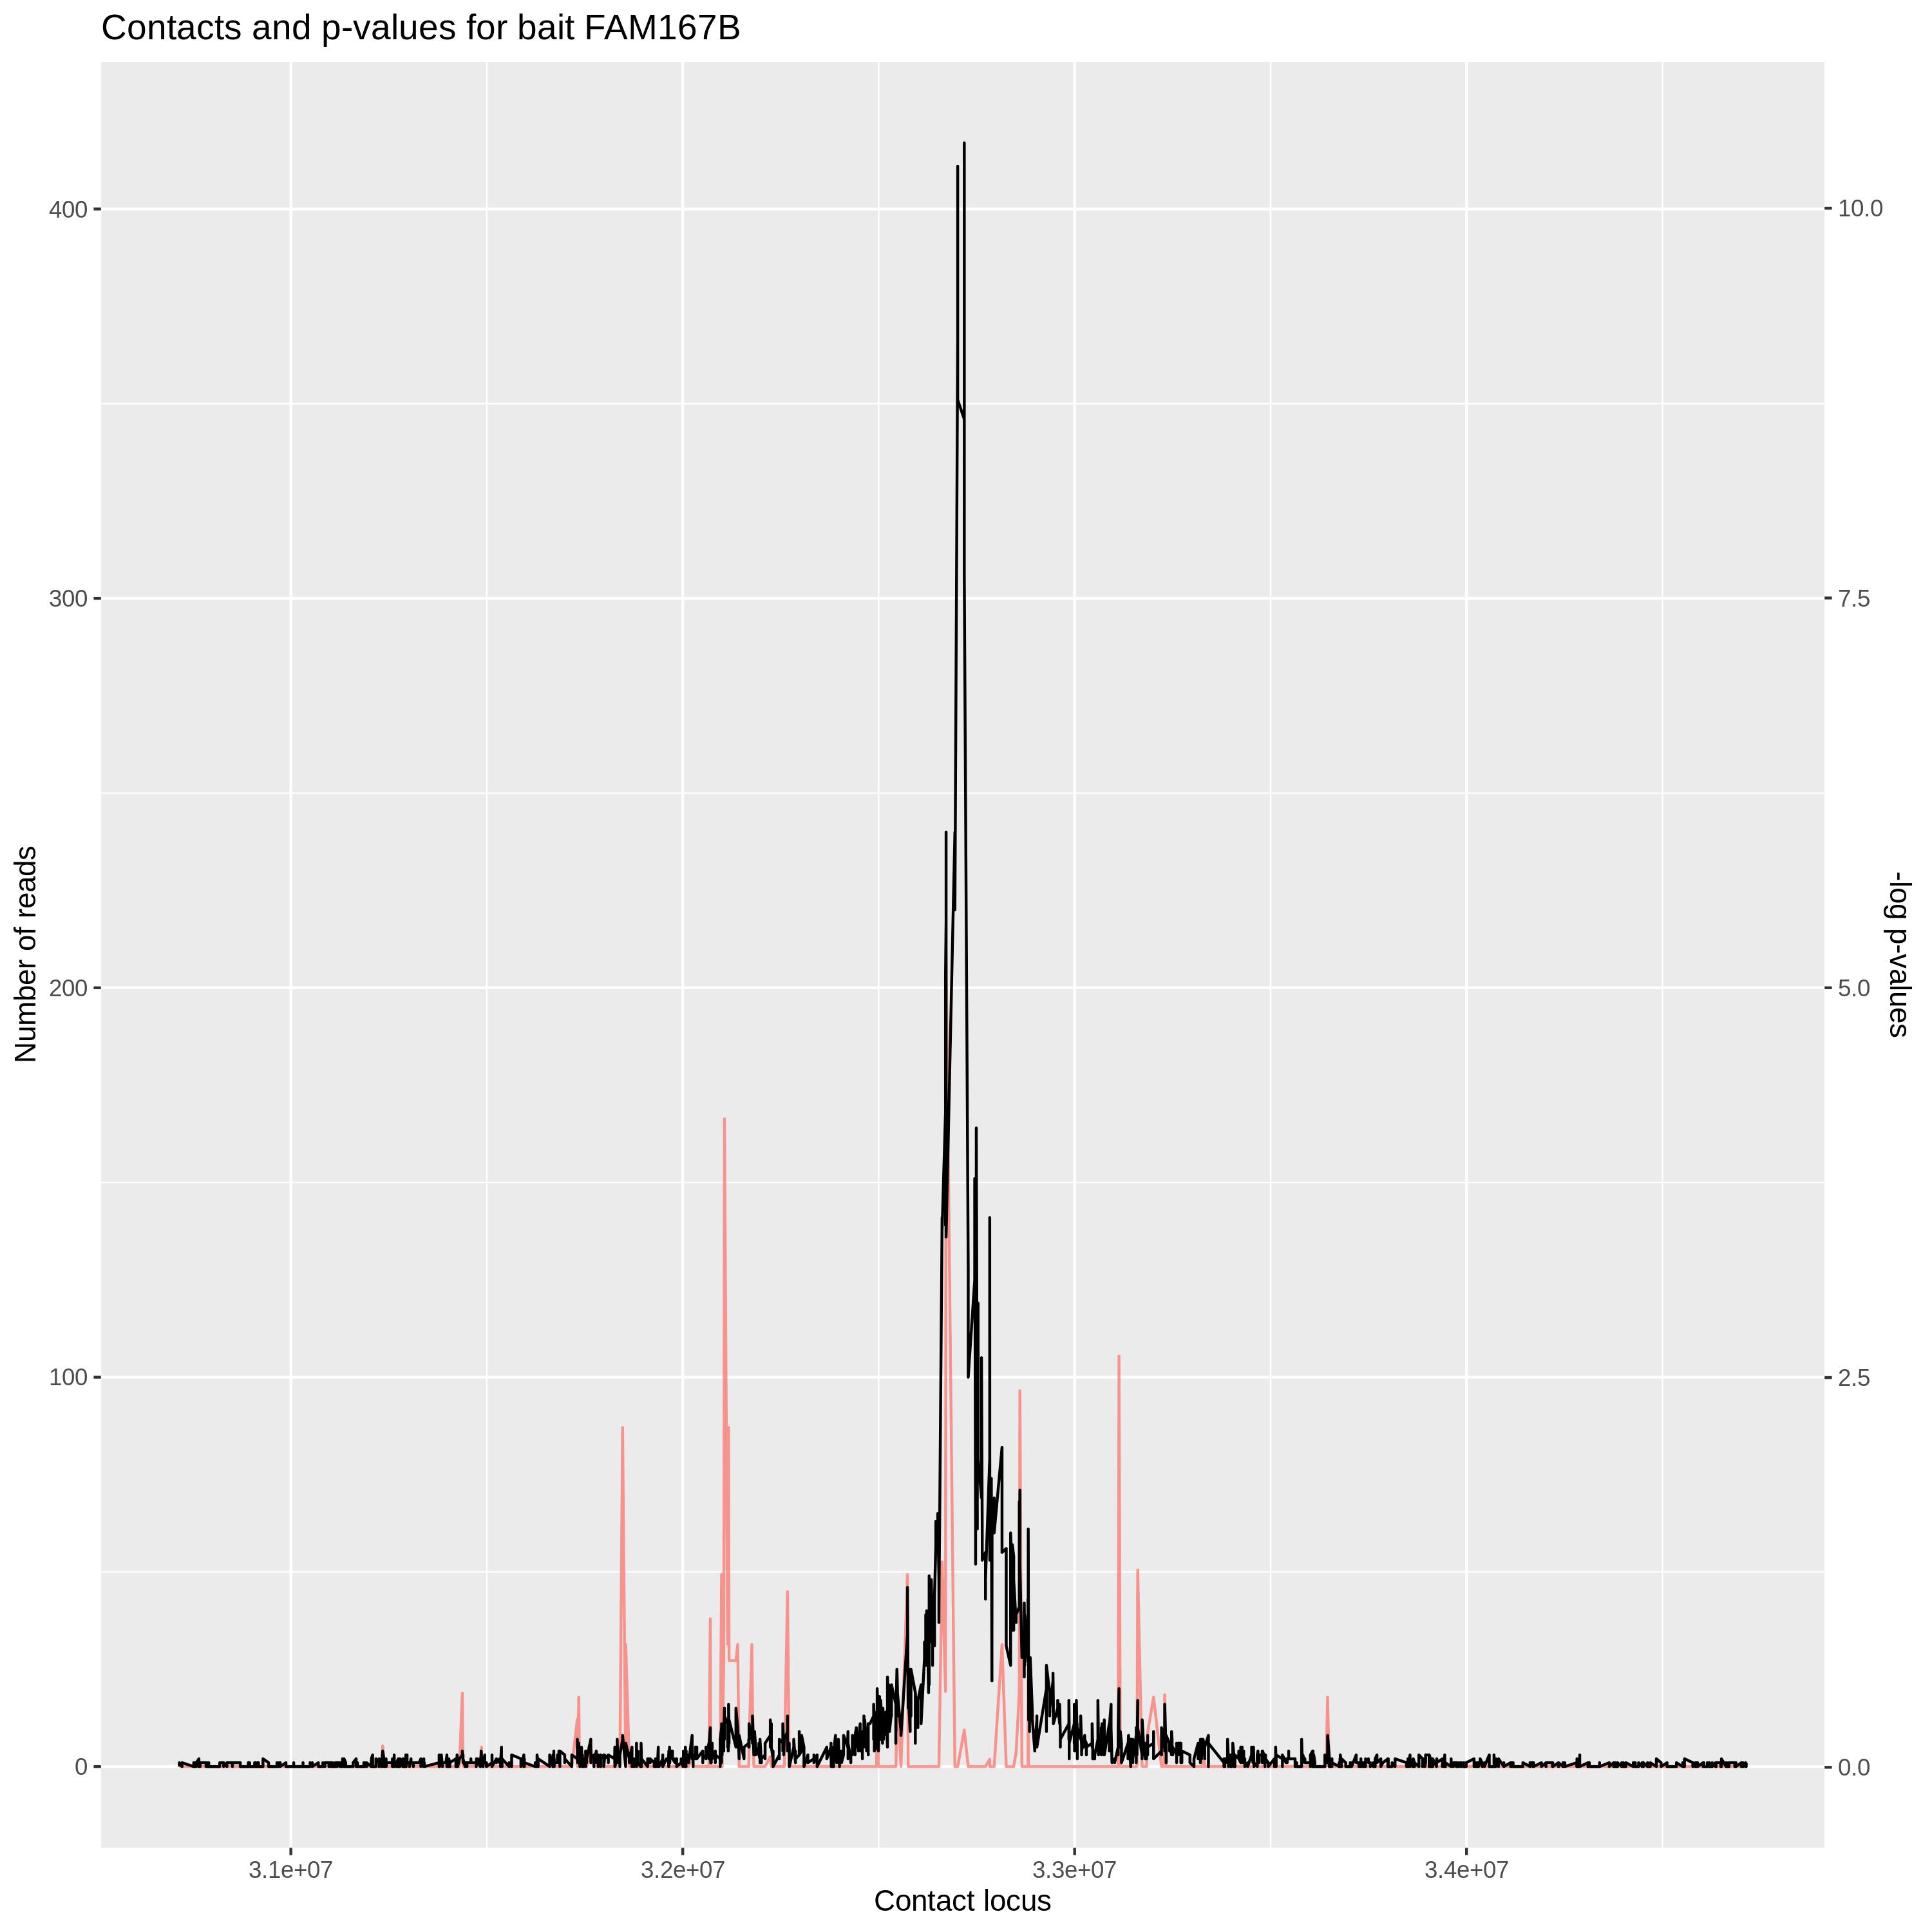 Contacts and p-values for bait FAM167B
400
300
200
100
0
10.0
7.5
5.0
2.5
0.0
Number of reads
-log p-values
3.1e+07 3.2e+07 3.3e+07 3.4e+07
Contact locus